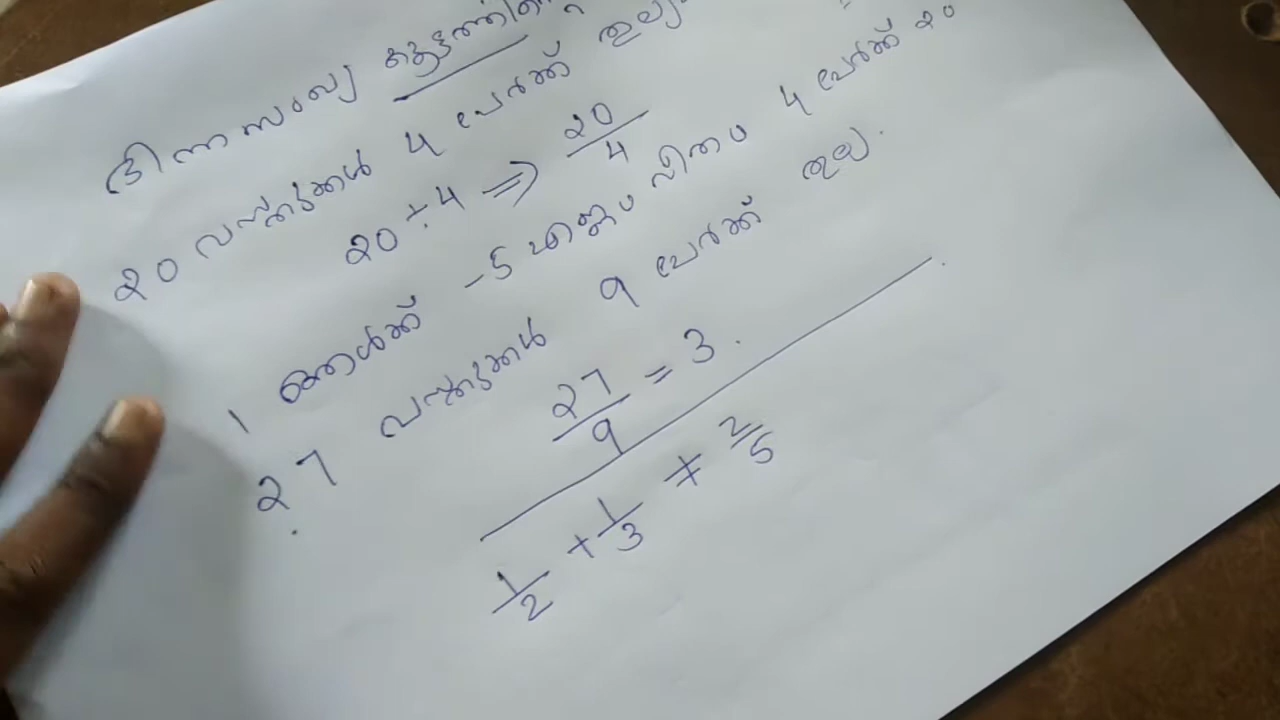 ഭിന്നസംഖ്യ
20 വസ്തുക്കൾ 4 പേർക്ക് തുല്യ
20 ÷ 4 ⇒ 20/4
1 ആൾക്ക് - 5 എണ്ണം വീതം 4 പേർക്ക് 20
27 വസ്തുക്കൾ 9 പേർക്ക് തുല്യ.
27/9 = 3.
1/2 + 1/3 ≠ 2/5